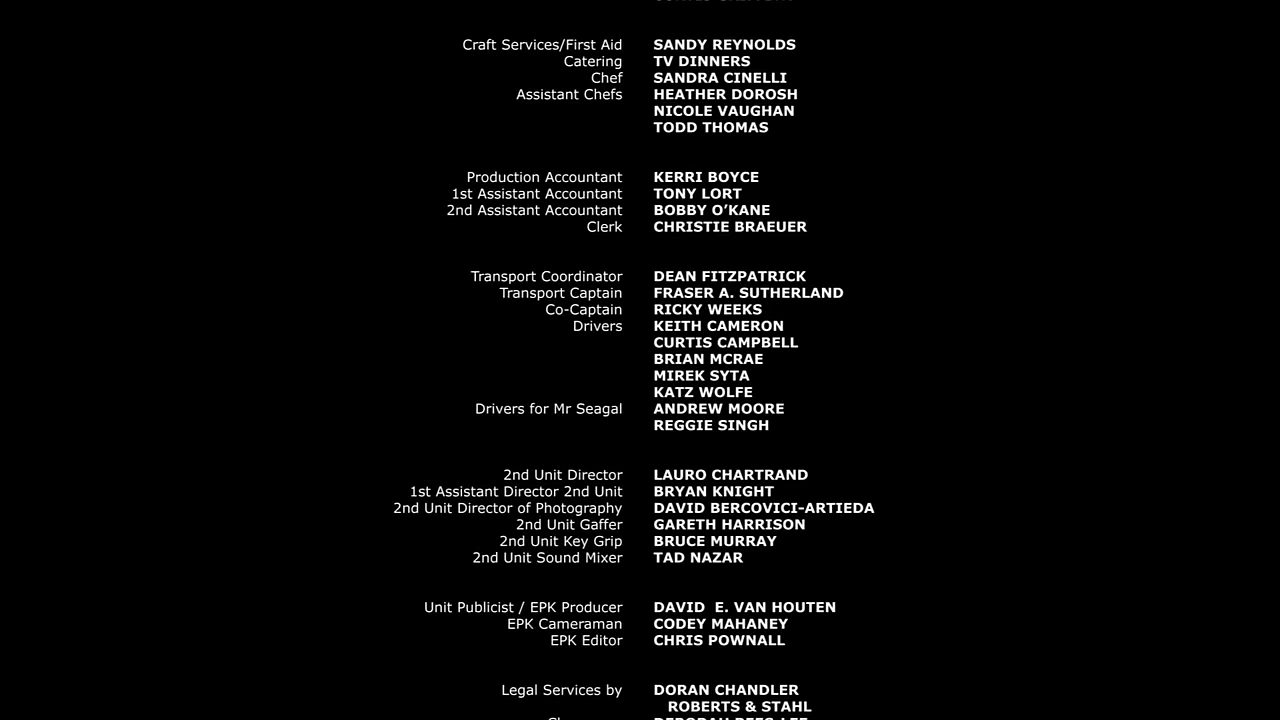 Craft Services/First Aid SANDY REYNOLDS
Catering TV DINNERS
Chef SANDRA CINELLI
Assistant Chefs HEATHER DOROSH
NICOLE VAUGHAN
TODD THOMAS
Production Accountant KERRI BOYCE
1st Assistant Accountant TONY LORT
2nd Assistant Accountant BOBBY O’KANE
Clerk CHRISTIE BRAEUER
Transport Coordinator DEAN FITZPATRICK
Transport Captain FRASER A. SUTHERLAND
Co-Captain RICKY WEEKS
Drivers KEITH CAMERON
CURTIS CAMPBELL
BRIAN MCRAE
MIREK SYTA
KATZ WOLFE
Drivers for Mr Seagal ANDREW MOORE
REGGIE SINGH
2nd Unit Director LAURO CHARTRAND
1st Assistant Director 2nd Unit BRYAN KNIGHT
2nd Unit Director of Photography DAVID BERCOVICI-ARTIEDA
2nd Unit Gaffer GARETH HARRISON
2nd Unit Key Grip BRUCE MURRAY
2nd Unit Sound Mixer TAD NAZAR
Unit Publicist / EPK Producer DAVID  E. VAN HOUTEN
EPK Cameraman CODEY MAHANEY
EPK Editor CHRIS POWNALL
Legal Services by DORAN CHANDLER
ROBERTS & STAHL